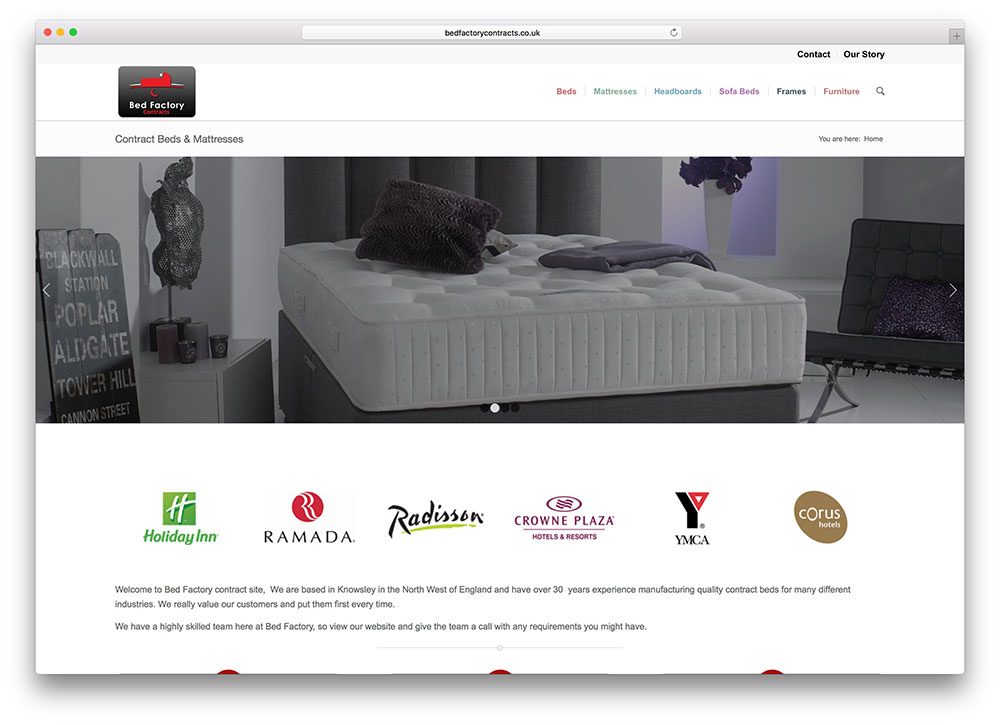 bedfactorycontracts.co.uk
Contact Our Story
Bed Factory
Contracts
Beds Mattresses Headboards Sofa Beds Frames Furniture
Contract Beds & Mattresses
You are here: Home
BLACKWALL
STATION
POPLAR
ALDGATE
TOWER HILL
CANNON STREET
Holiday Inn
RAMADA
Radisson
CROWNE PLAZA
HOTELS & RESORTS
YMCA
corus
hotels
Welcome to Bed Factory contract site, We are based in Knowsley in the North West of England and have over 30 years experience manufacturing quality contract beds for many different
industries. We really value our customers and put them first every time.
We have a highly skilled team here at Bed Factory, so view our website and give the team a call with any requirements you might have.